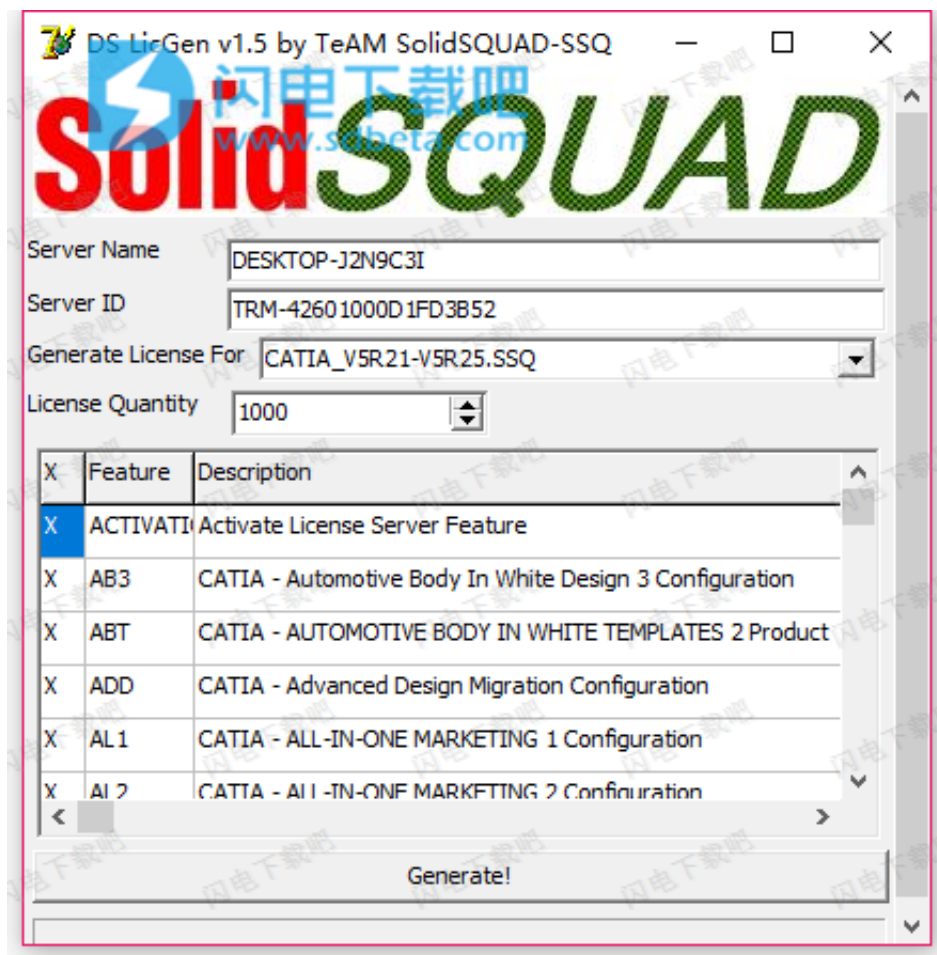 DS LicGen v1.5 by TeAM SolidSQUAD-SSQ
闪电下载吧
www.sdbeta.com
SolidSQUAD
Server Name
DESKTOP-J2N9C3I
Server ID
TRM-42601000D1FD3B52
Generate License For CATIA_V5R21-V5R25.SSQ
License Quantity
1000
X Feature Description
X ACTIVATI Activate License Server Feature
X AB3 CATIA - Automotive Body In White Design 3 Configuration
X ABT CATIA - AUTOMOTIVE BODY IN WHITE TEMPLATES 2 Product
X ADD CATIA - Advanced Design Migration Configuration
X AL1 CATIA - ALL-IN-ONE MARKETING 1 Configuration
X AL2 CATIA - ALL-IN-ONE MARKETING 2 Configuration
Generate!